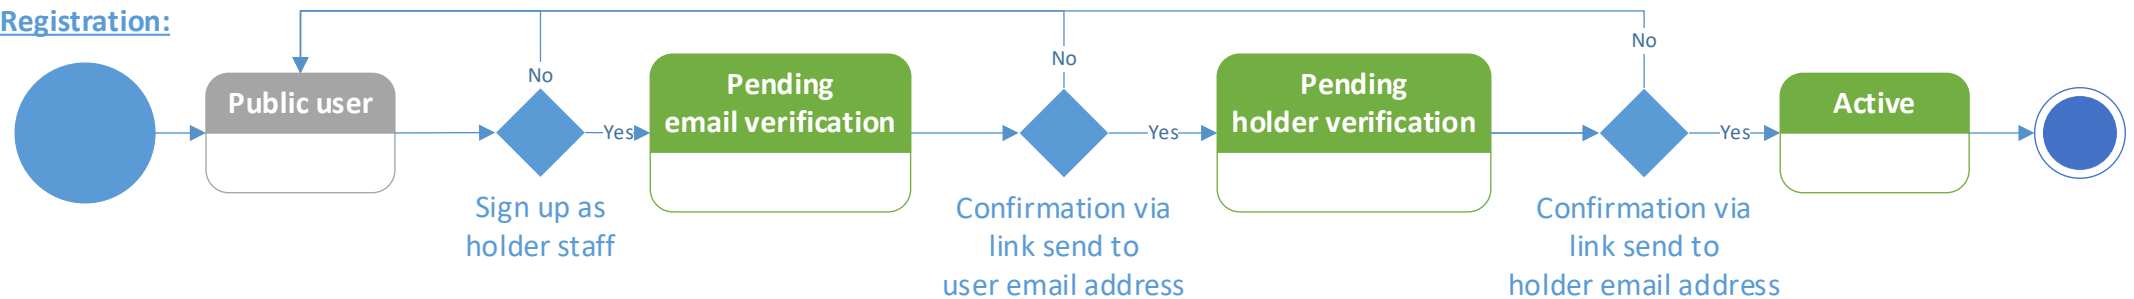 Registration:
Public user
No
Yes
Sign up as
holder staff
Pending
email verification
No
Yes
Confirmation via
link send to
user email address
Pending
holder verification
No
Yes
Confirmation via
link send to
holder email address
Active